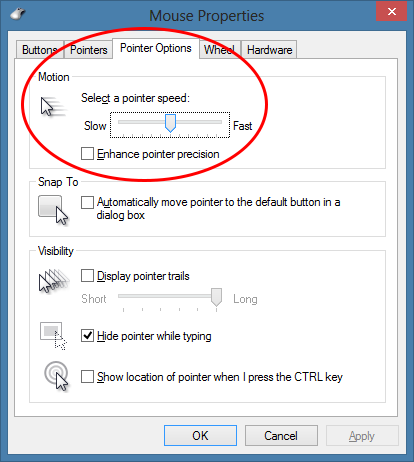 Mouse Properties
Buttons Pointers Pointer Options Wheel Hardware
Motion
Select a pointer speed:
Slow Fast
Enhance pointer precision
Snap To
Automatically move pointer to the default button in a
dialog box
Visibility
Display pointer trails
Short Long
Hide pointer while typing
Show location of pointer when I press the CTRL key
OK Cancel Apply